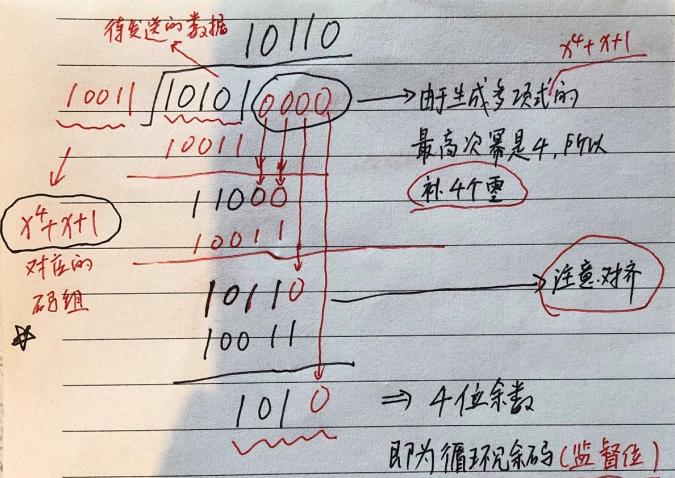 待发送的数据
10110
x⁴+x+1
10011
101010000
由于生成多项式的
10011
最高次幂是4,所以
11000
补4个零
x⁴+x+1
10011
对应的
码组
10110
注意对齐
10011
1010
⇒ 4位余数
即为循环冗余码(监督位)